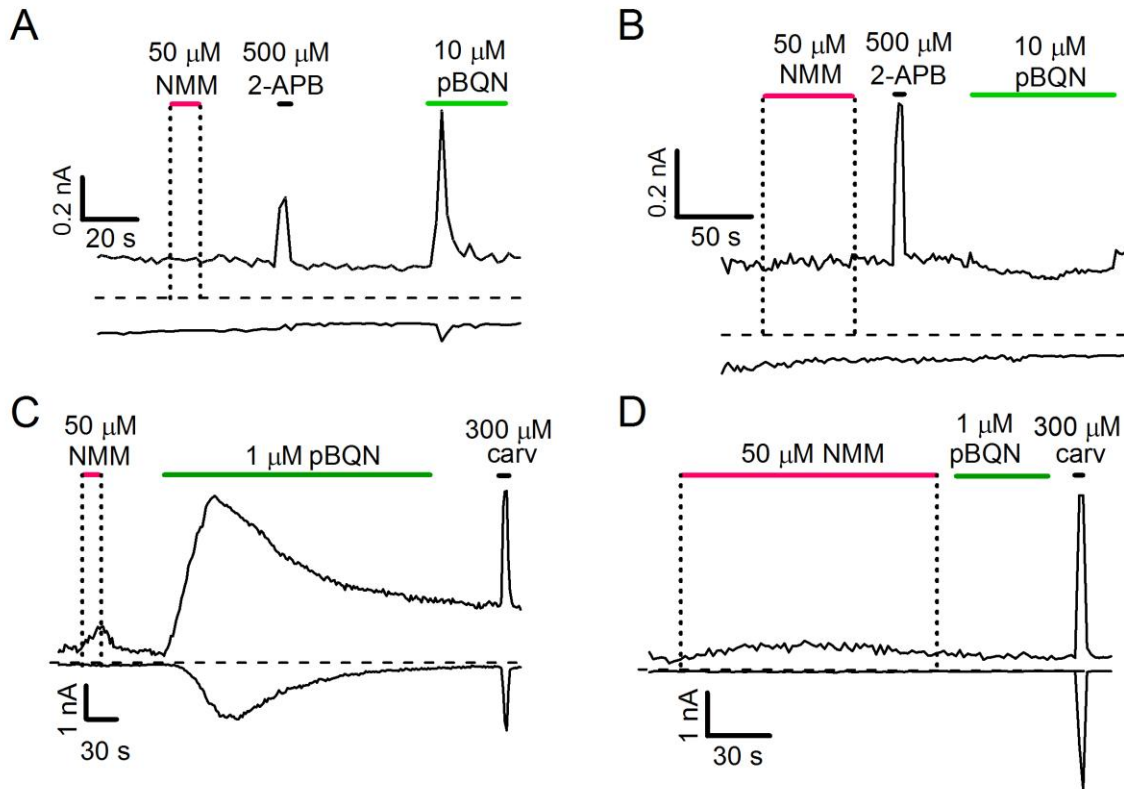 A
50 μM
NMM
500 μM
2-APB
10 μM
pBQN
0.2 nA
20 s
B
50 μM
NMM
500 μM
2-APB
10 μM
pBQN
0.2 nA
50 s
C
50 μM
NMM
1 μM pBQN
300 μM
carv
1 nA
30 s
D
50 μM NMM
1 μM
pBQN
300 μM
carv
1 nA
30 s